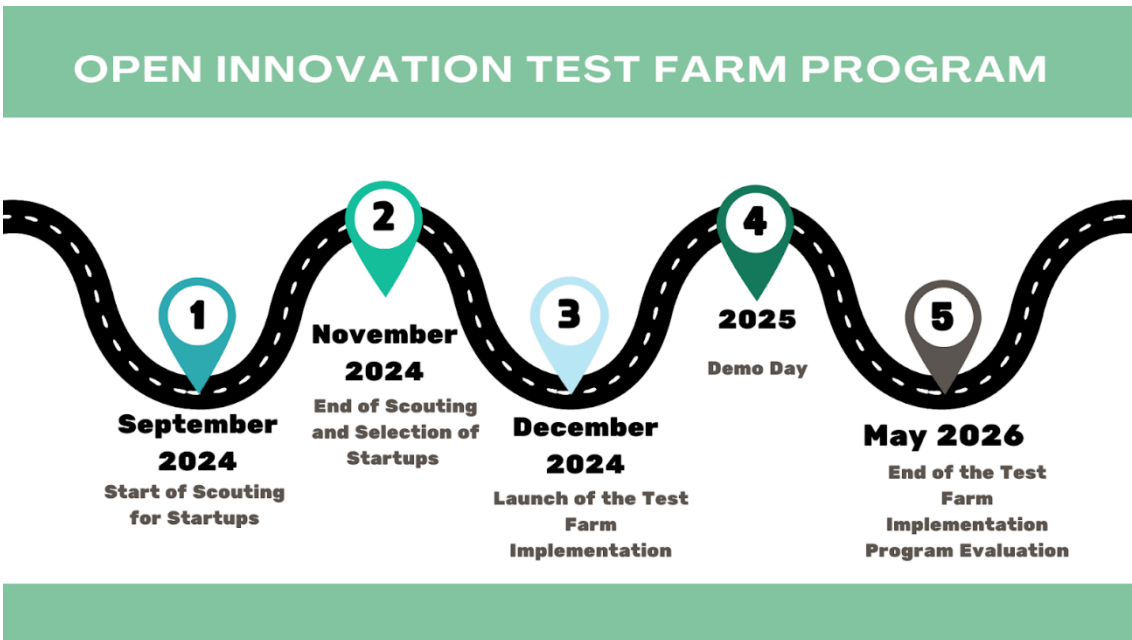 OPEN INNOVATION TEST FARM PROGRAM
1
September
2024
Start of Scouting
for Startups
2
November
2024
End of Scouting
and Selection of
Startups
3
December
2024
Launch of the Test
Farm
Implementation
4
2025
Demo Day
5
May 2026
End of the Test
Farm
Implementation
Program Evaluation